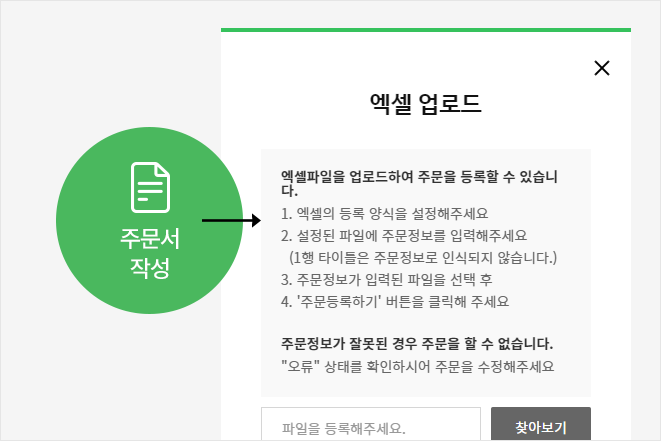 엑셀 업로드
주문서
작성
엑셀파일을 업로드하여 주문을 등록할 수 있습니
다.
1. 엑셀의 등록 양식을 설정해주세요
2. 설정된 파일에 주문정보를 입력해주세요
(1행 타이틀은 주문정보로 인식되지 않습니다.)
3. 주문정보가 입력된 파일을 선택 후
4. '주문등록하기' 버튼을 클릭해 주세요
주문정보가 잘못된 경우 주문을 할 수 없습니다.
"오류" 상태를 확인하시어 주문을 수정해주세요
파일을 등록해주세요.
찾아보기